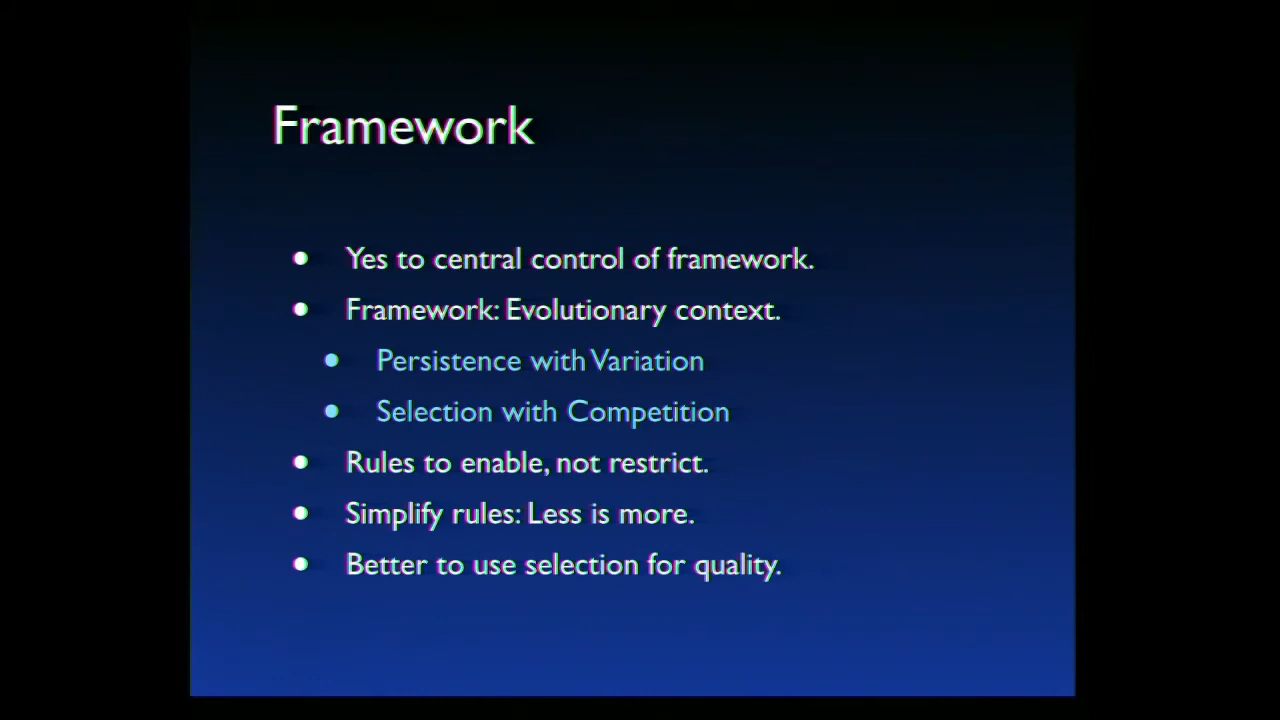 Framework
• Yes to central control of framework.
• Framework: Evolutionary context.
• Persistence with Variation
• Selection with Competition
• Rules to enable, not restrict.
• Simplify rules: Less is more.
• Better to use selection for quality.